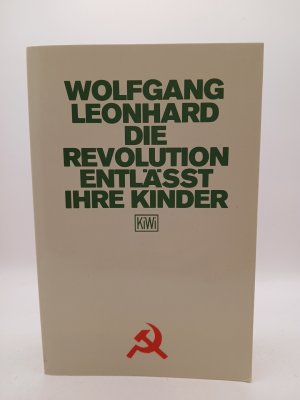 WOLFGANG
LEONHARD
DIE
REVOLUTION
ENTLÄSST
IHRE KINDER
KiWi